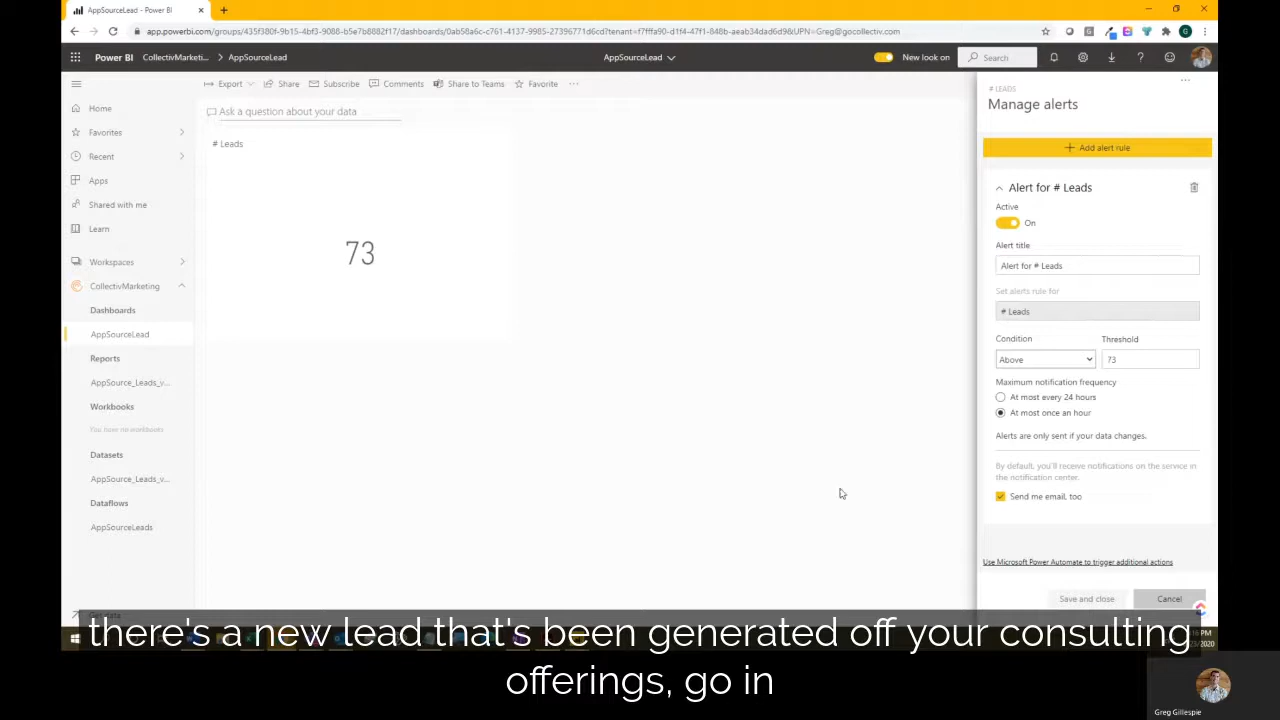 AppSourceLead - Power BI
app.powerbi.com/groups/435f380f-9b15-4bf3-9088-b5e7b8882f17/dashboards/0ab58a6c-c761-4137-9985-27396771d6cd?tenant=f7fffa90-d1f4-47f1-848b-aeab34dad6d9&UPN=Greg@gocollectiv.com
Power BI CollectivMarketi... > AppSourceLead
AppSourceLead
New look on
Search
Export
Share
Subscribe
Comments
Share to Teams
Favorite
...
Home
Favorites
Recent
Apps
Shared with me
Learn
Workspaces
CollectivMarketing
Dashboards
AppSourceLead
Reports
AppSource_Leads_v...
Workbooks
You have no workbooks
Datasets
AppSource_Leads_v...
Dataflows
AppSourceLeads
Get data
Ask a question about your data
# Leads
73
# LEADS
Manage alerts
+ Add alert rule
Alert for # Leads
Active
On
Alert title
Alert for # Leads
Set alerts rule for
# Leads
Condition Threshold
Above 73
Maximum notification frequency
At most every 24 hours
At most once an hour
Alerts are only sent if your data changes.
By default, you'll receive notifications on the service in
the notification center.
Send me email, too
Use Microsoft Power Automate to trigger additional actions
Save and close Cancel
there's a new lead that's been generated off your consulting
offerings, go in
Greg Gillespie